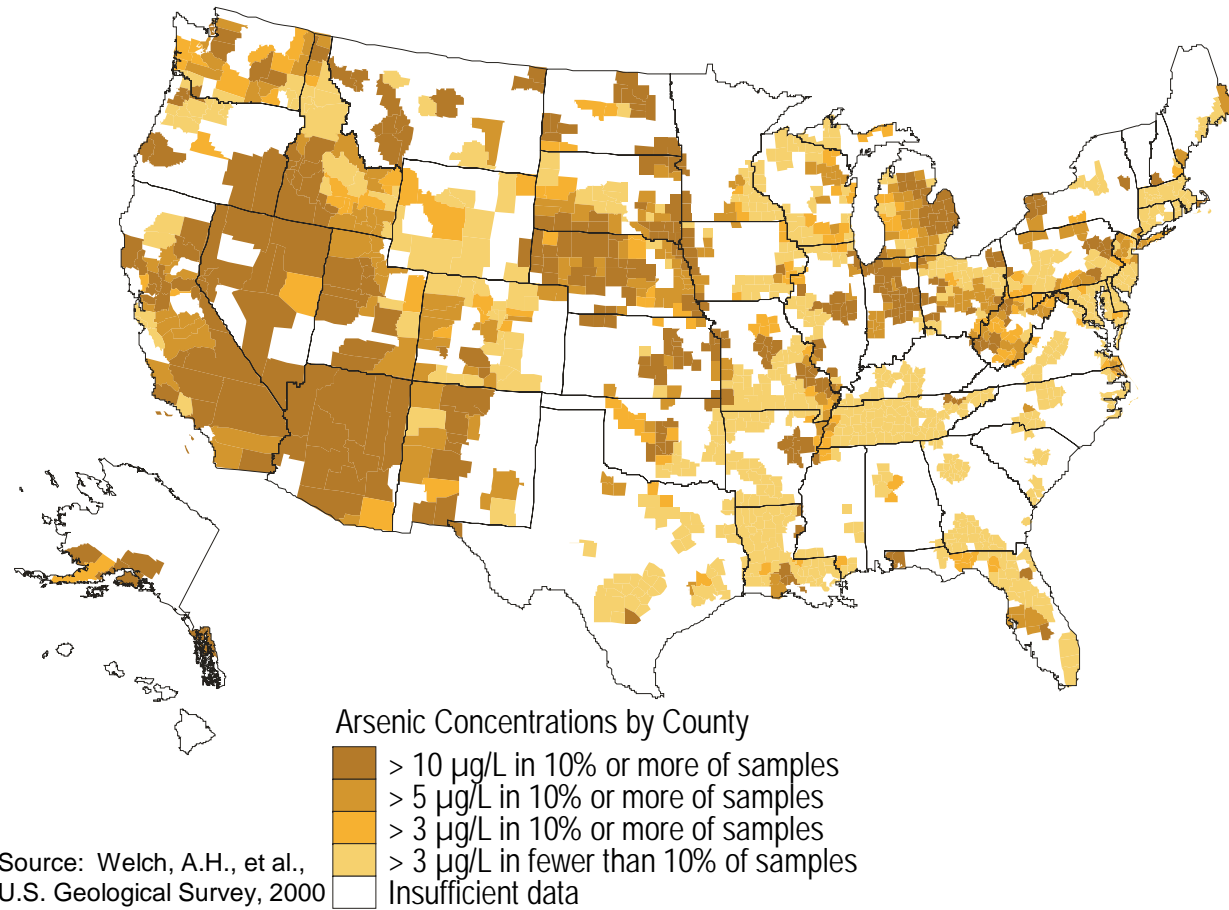 Arsenic Concentrations by County
> 10 µg/L in 10% or more of samples
> 5 µg/L in 10% or more of samples
> 3 µg/L in 10% or more of samples
> 3 µg/L in fewer than 10% of samples
Insufficient data
Source: Welch, A.H., et al.,
U.S. Geological Survey, 2000